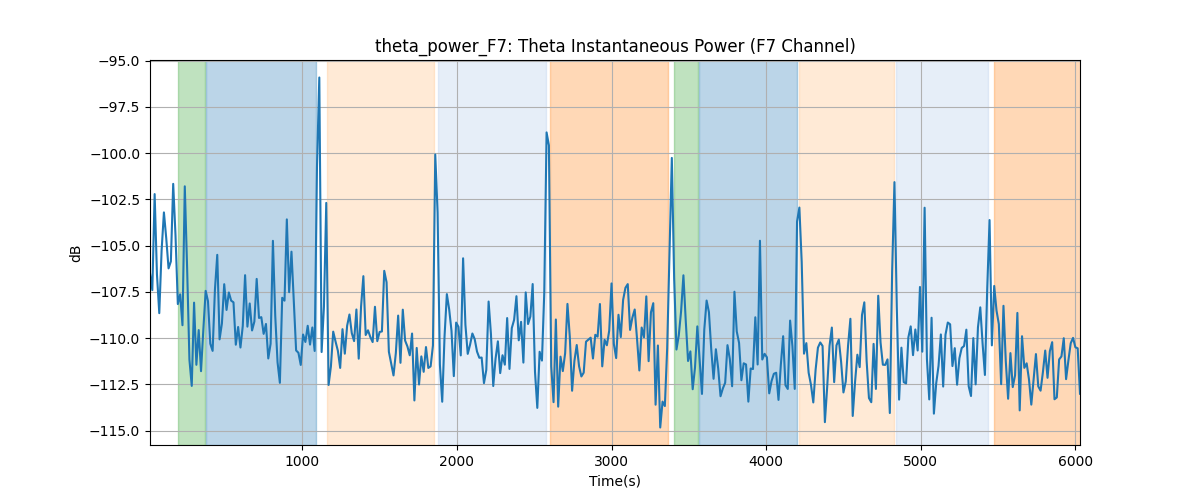 theta_power_F7: Theta Instantaneous Power (F7 Channel)
−95.0
−97.5
−100.0
−102.5
−105.0
−107.5
−110.0
−112.5
−115.0
dB
1000 2000 3000 4000 5000 6000
Time(s)